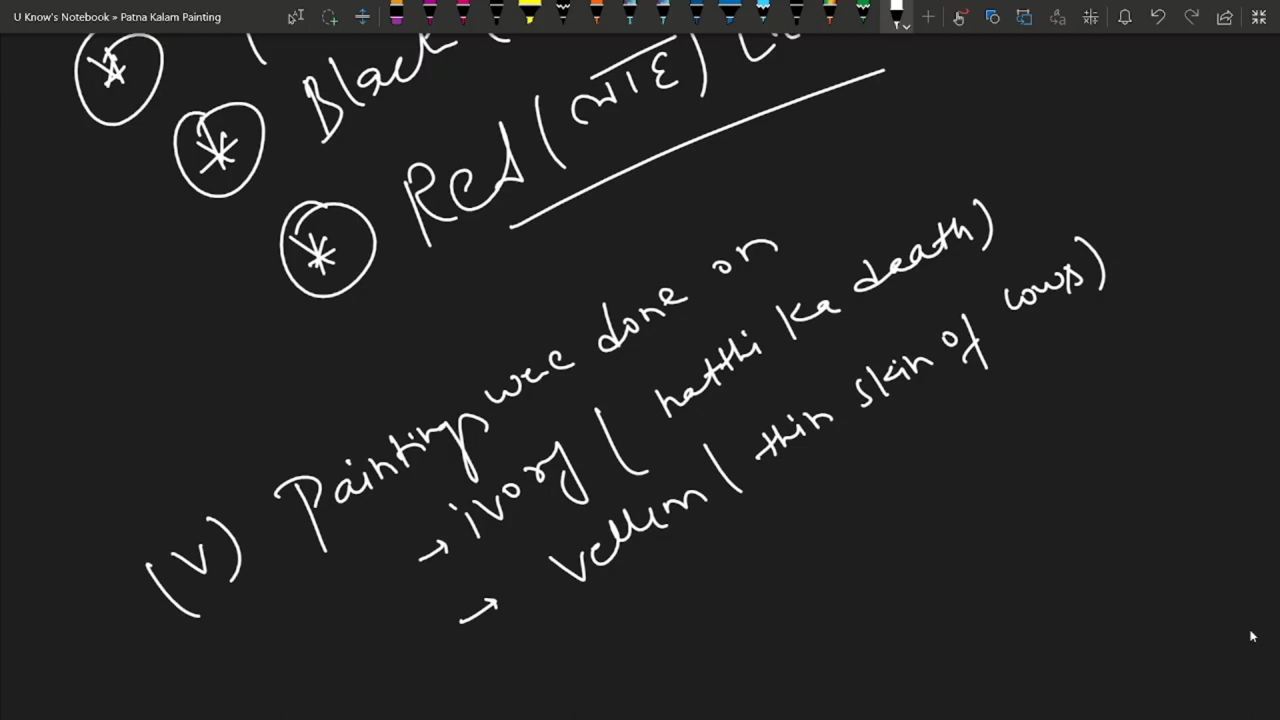 U Know's Notebook » Patna Kalam Painting
*
* Black (
* Red (लाह)
(v) Paintings were done on
→ ivory ( hatthi ka death)
→ vellum ( thin skin of cows)